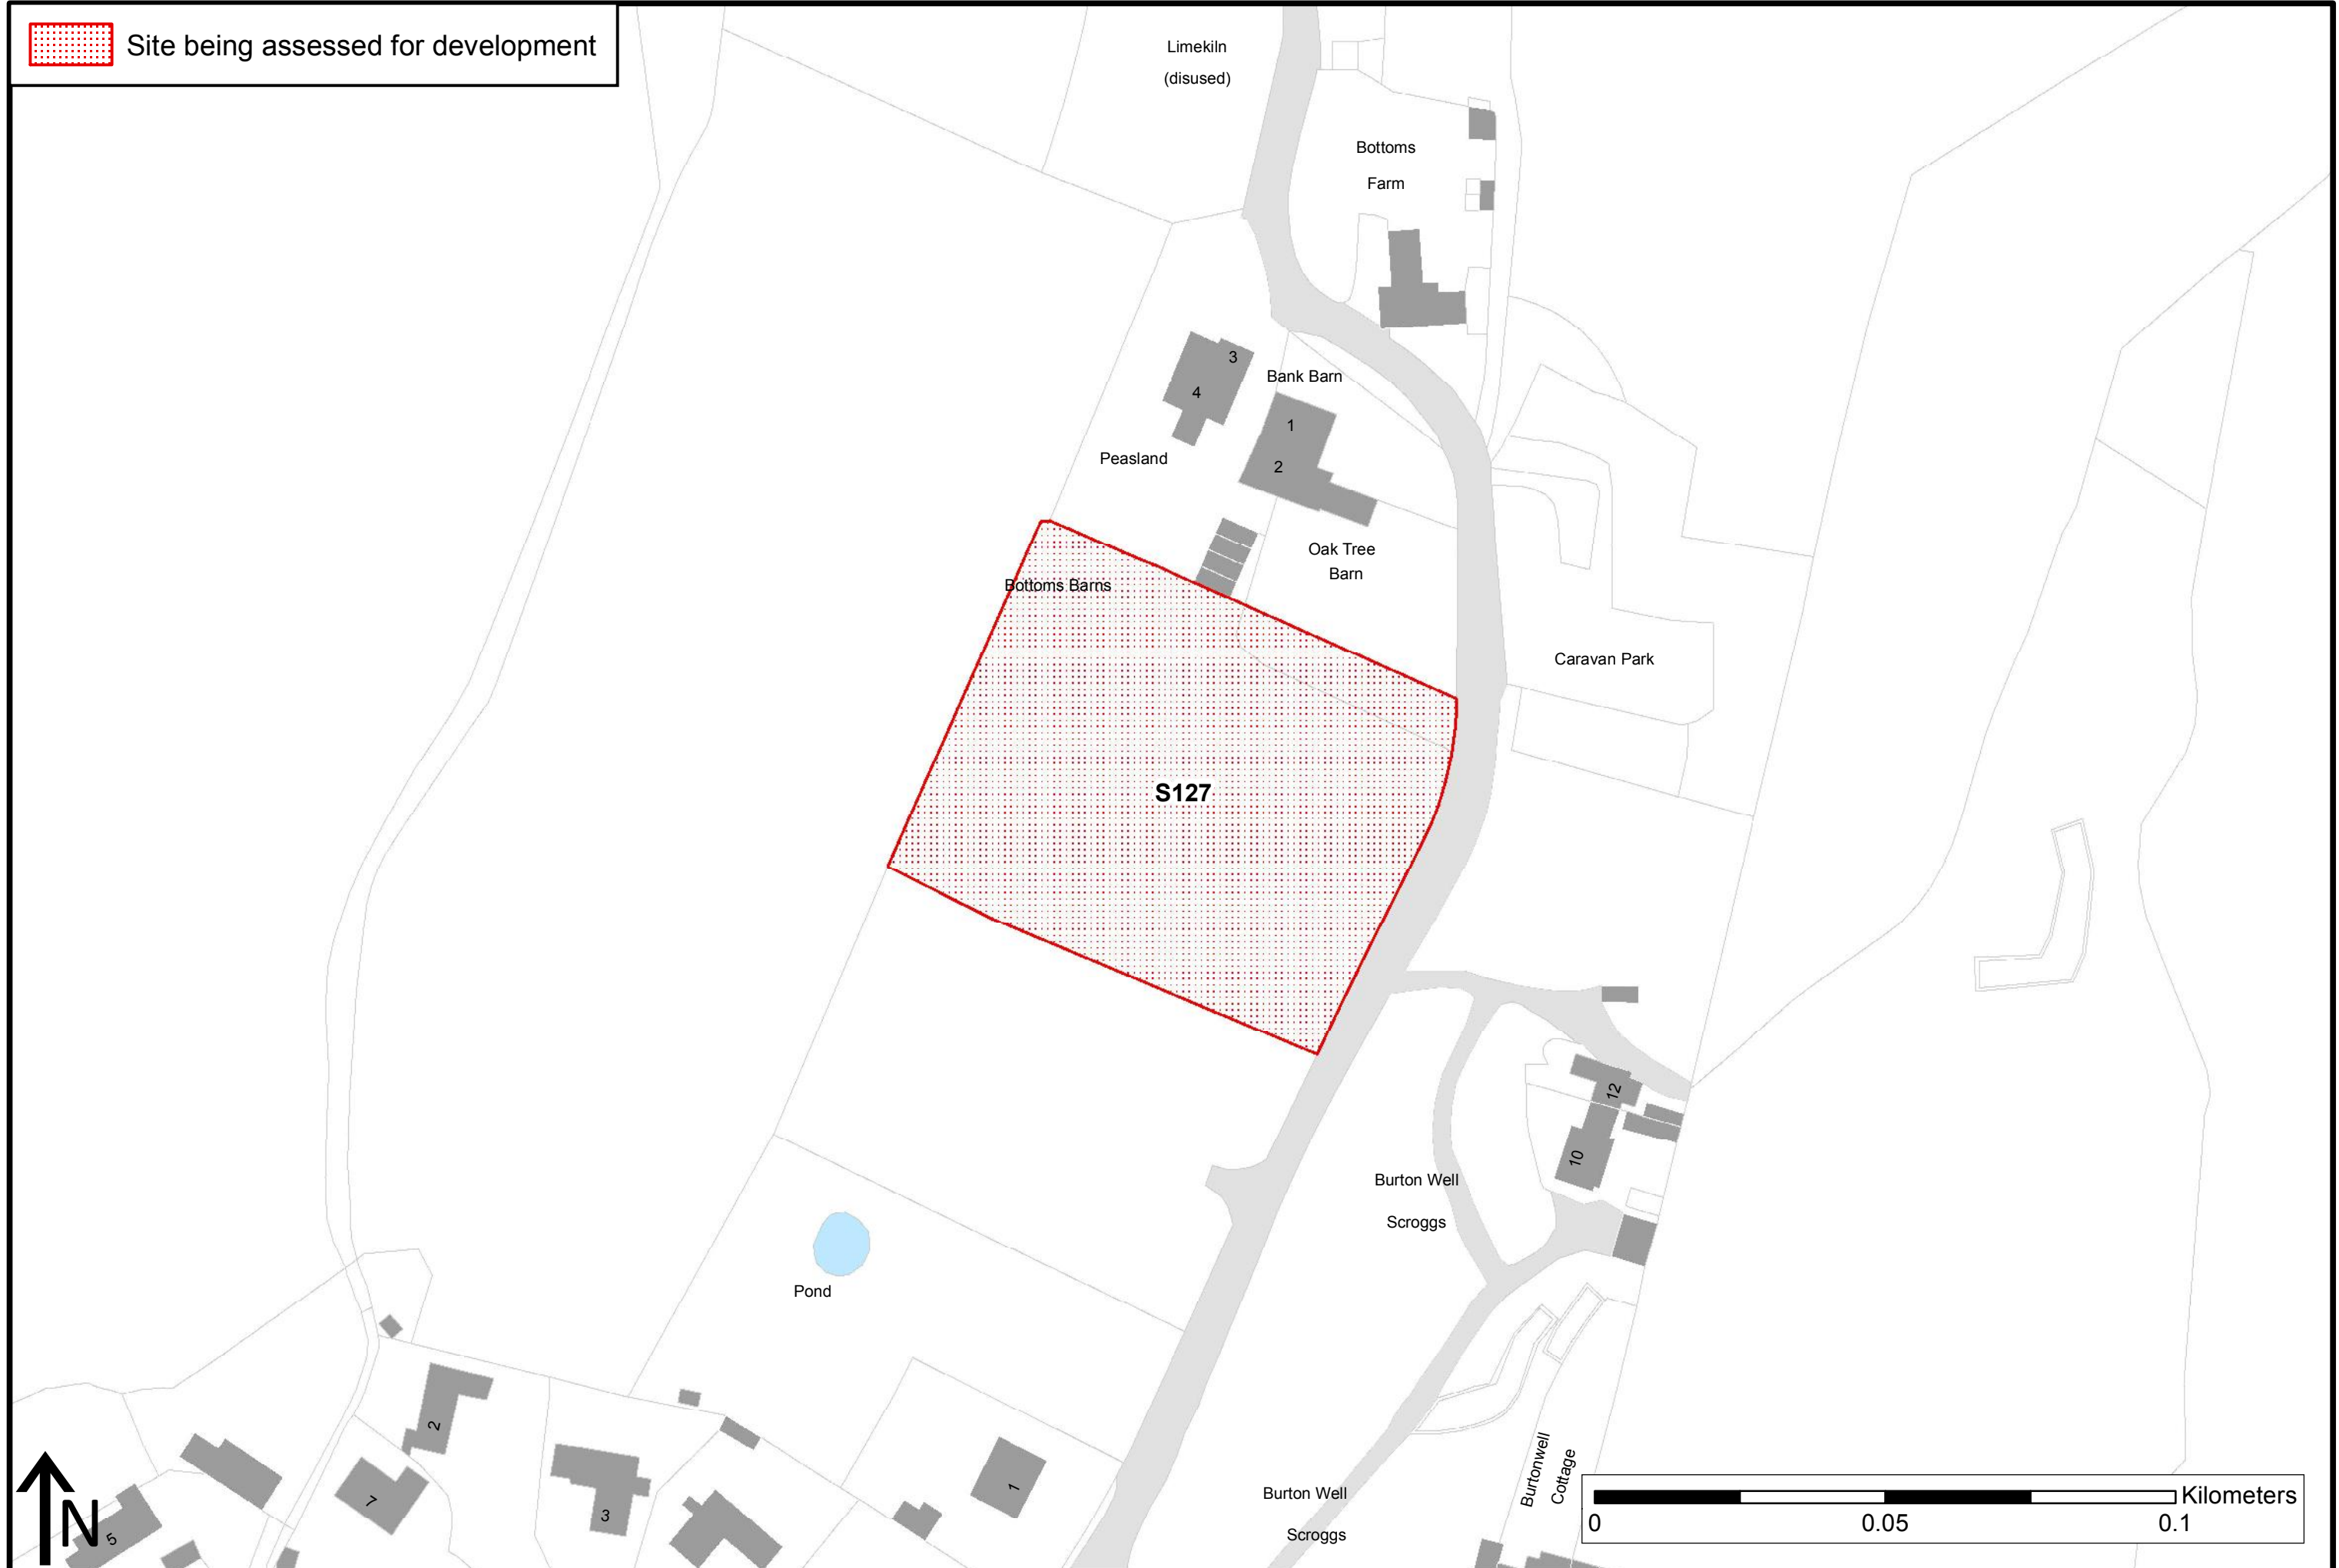 Site being assessed for development
Limekiln
(disused)
Bottoms
Farm
3
4
Bank Barn
1
2
Peasland
Oak Tree
Barn
Bottoms Barns
Caravan Park
S127
12
10
Burton Well
Scroggs
Pond
2
7
3
5
1
Burton Well
Scroggs
Burtonwell
Cottage
N
Kilometers
0
0.05
0.1